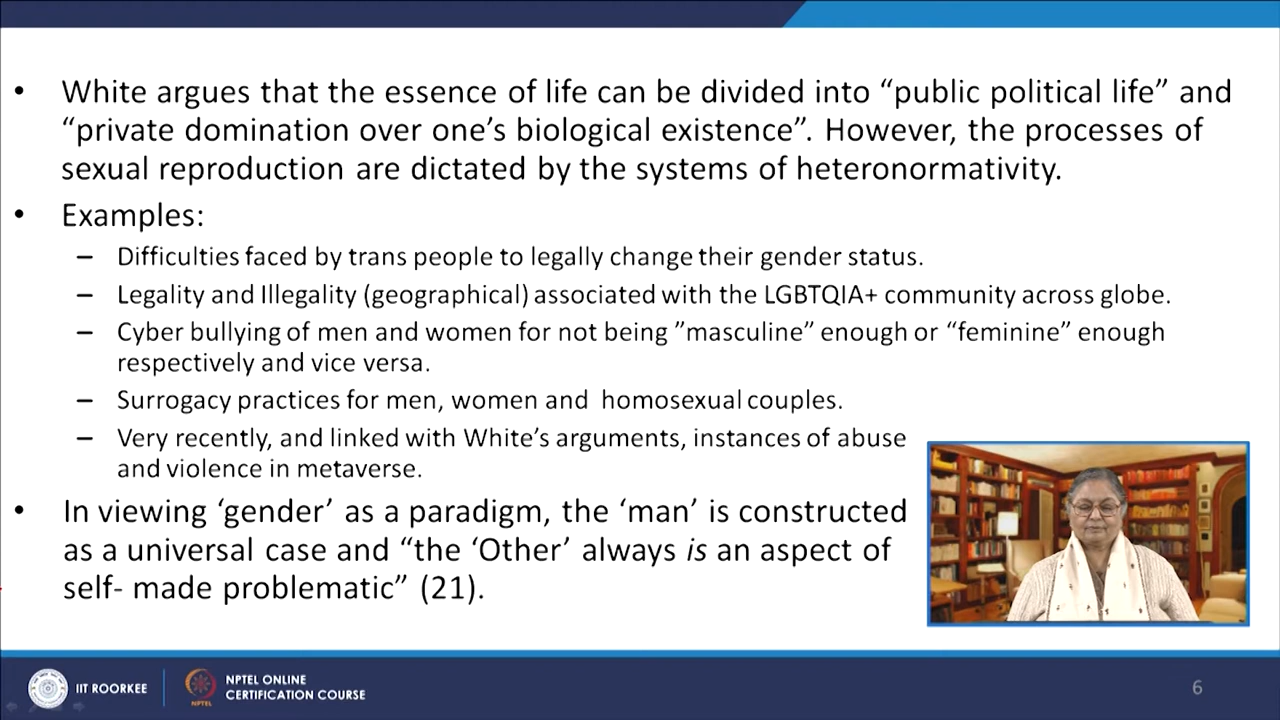 • White argues that the essence of life can be divided into “public political life” and
“private domination over one’s biological existence”. However, the processes of
sexual reproduction are dictated by the systems of heteronormativity.
• Examples:
– Difficulties faced by trans people to legally change their gender status.
– Legality and Illegality (geographical) associated with the LGBTQIA+ community across globe.
– Cyber bullying of men and women for not being ”masculine” enough or “feminine” enough
respectively and vice versa.
– Surrogacy practices for men, women and homosexual couples.
– Very recently, and linked with White’s arguments, instances of abuse
and violence in metaverse.
• In viewing ‘gender’ as a paradigm, the ‘man’ is constructed
as a universal case and “the ‘Other’ always is an aspect of
self- made problematic” (21).
IIT ROORKEE
NPTEL
NPTEL ONLINE
CERTIFICATION COURSE
6